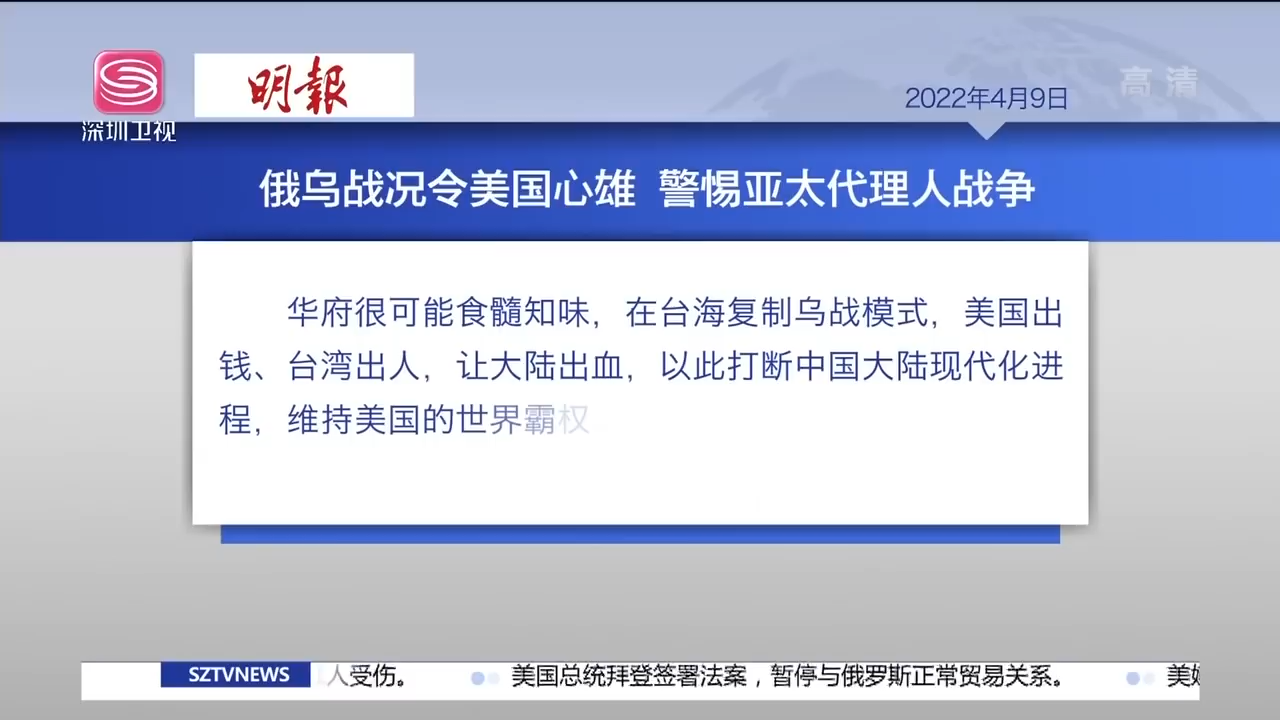 明報
深圳卫视
2022年4月9日
高清
俄乌战况令美国心雄 警惕亚太代理人战争
华府很可能食髓知味，在台海复制乌战模式，美国出
钱、台湾出人，让大陆出血，以此打断中国大陆现代化进
程，维持美国的世界霸权
SZTVNEWS 人受伤。 美国总统拜登签署法案，暂停与俄罗斯正常贸易关系。 美